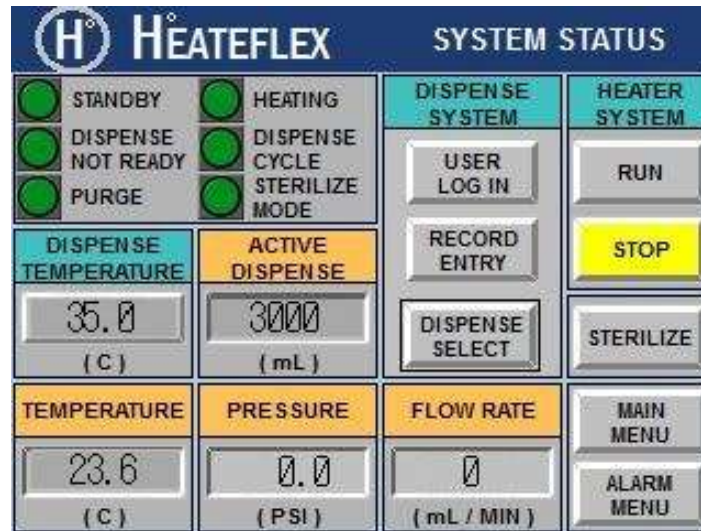 H° HEATEFLEX SYSTEM STATUS
STANDBY
HEATING
DISPENSE
NOT READY
DISPENSE
CYCLE
PURGE
STERILIZE
MODE
DISPENSE
SYSTEM
USER
LOG IN
RECORD
ENTRY
DISPENSE
SELECT
HEATER
SYSTEM
RUN
STOP
STERILIZE
DISPENSE
TEMPERATURE
35.0
(C)
ACTIVE
DISPENSE
3000
(mL)
TEMPERATURE
23.6
(C)
PRESSURE
0.0
(PSI)
FLOW RATE
0
(mL / MIN)
MAIN
MENU
ALARM
MENU